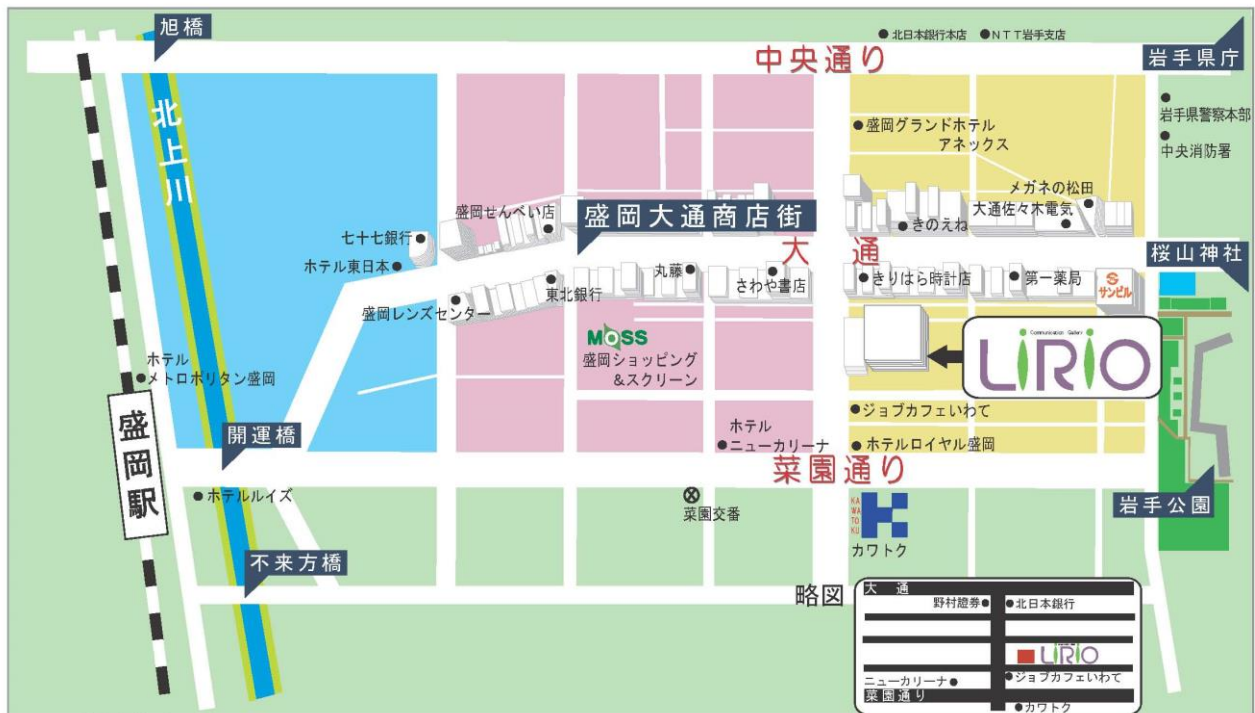 旭橋
北日本銀行本店
NTT岩手支店
中央通り
岩手県庁
北上川
岩手県警察本部
中央消防署
盛岡グランドホテル
アネックス
メガネの松田
盛岡せんべい店
盛岡大通商店街
大通佐々木電気
きのえね
七十七銀行
大通
桜山神社
ホテル東日本
丸藤
さわや書店
きりはら時計店
第一薬局
S
サンビル
東北銀行
盛岡レンズセンター
MOSS
盛岡ショッピング
&スクリーン
Communication Gallery
LiRiO
ホテル
メトロポリタン盛岡
ジョブカフェいわて
盛岡駅
開運橋
ホテル
ニューカリーナ
ホテルロイヤル盛岡
菜園通り
ホテルルイズ
菜園交番
KAWATOKU
カワトク
岩手公園
不来方橋
略図
大通
野村證券
北日本銀行
LiRiO
ニューカリーナ
ジョブカフェいわて
菜園通り
カワトク